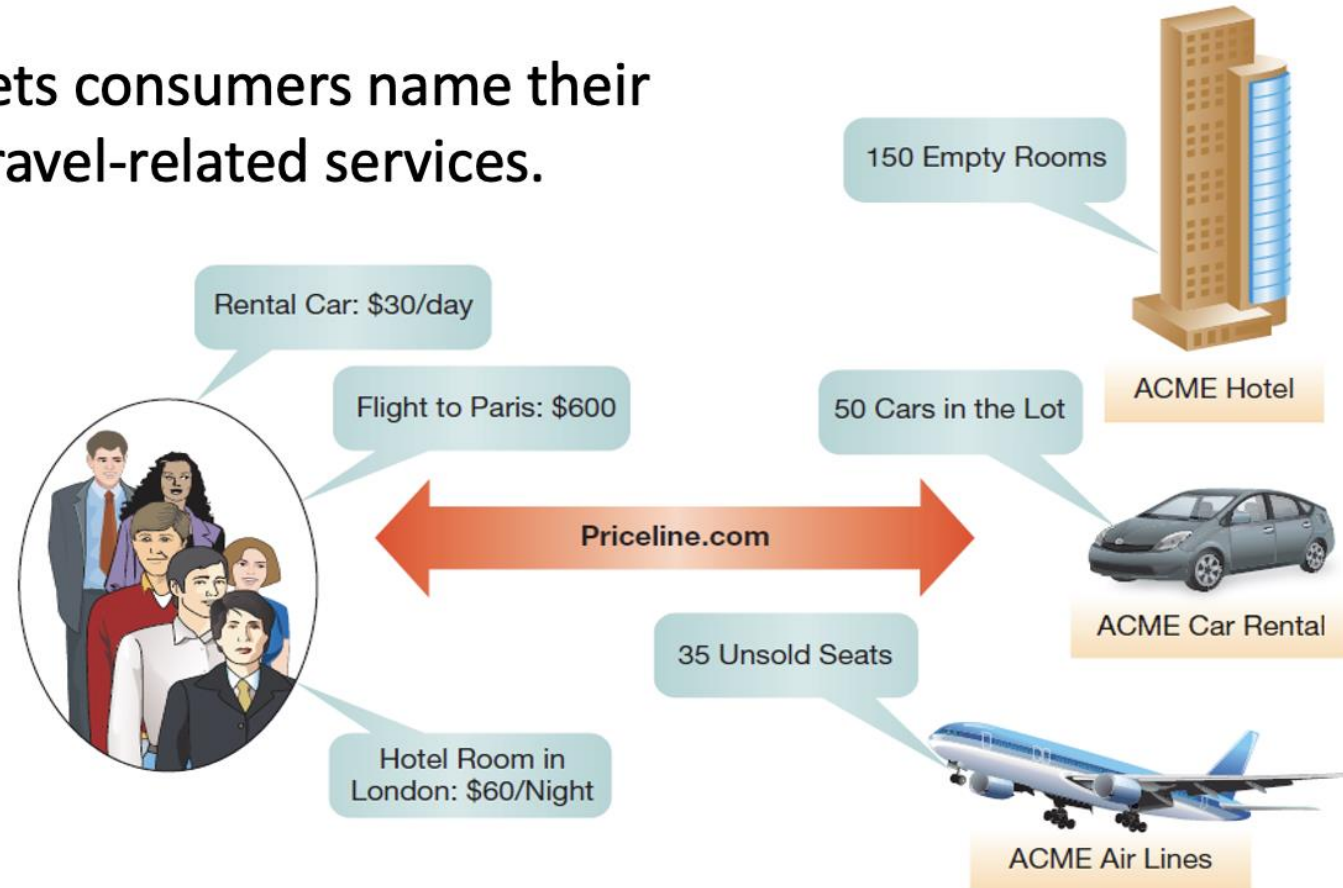 ets consumers name their
ravel-related services.
150 Empty Rooms
Rental Car: $30/day
ACME Hotel
Flight to Paris: $600
50 Cars in the Lot
Priceline.com
ACME Car Rental
35 Unsold Seats
Hotel Room in
London: $60/Night
ACME Air Lines